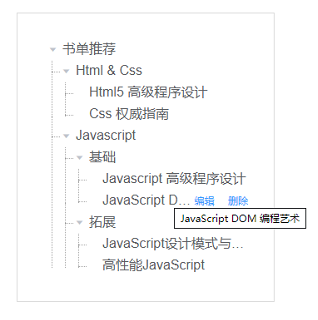 书单推荐
Html & Css
Html5 高级程序设计
Css 权威指南
Javascript
基础
Javascript 高级程序设计
JavaScript D... 编辑 删除
JavaScript DOM 编程艺术
拓展
JavaScript设计模式与...
高性能JavaScript